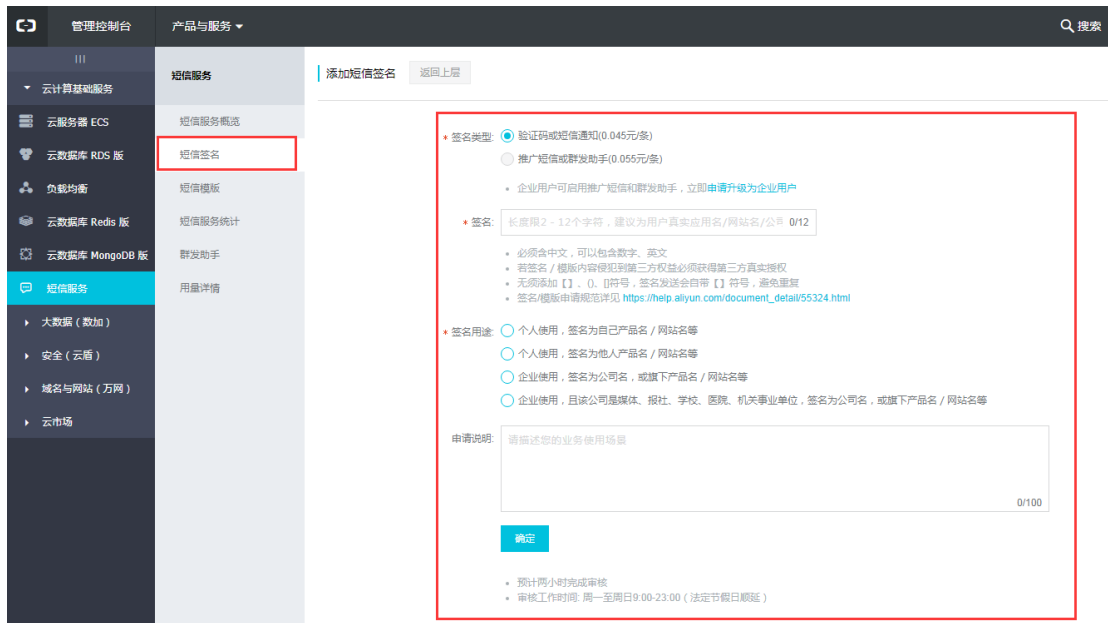 管理控制台
产品与服务
搜索
云计算基础服务
云服务器 ECS
云数据库 RDS 版
负载均衡
云数据库 Redis 版
云数据库 MongoDB 版
短信服务
大数据（数加）
安全（云盾）
域名与网站（万网）
云市场
短信服务
短信服务概览
短信签名
短信模版
短信服务统计
群发助手
用量详情
添加短信签名 返回上层
* 签名类型: 验证码或短信通知(0.045元/条)
推广短信或群发助手(0.055元/条)
企业用户可启用推广短信和群发助手，立即申请升级为企业用户
* 签名: 长度限2 - 12个字符，建议为用户真实应用名/网站名/公司 0/12
必须含中文，可以包含数字、英文
若签名 / 模版内容侵犯到第三方权益必须获得第三方真实授权
无须添加【】、()、[]符号，签名发送会自带【】符号，避免重复
签名/模版申请规范详见 https://help.aliyun.com/document_detail/55324.html
* 签名用途: 个人使用，签名为自己产品名 / 网站名等
个人使用，签名为他人产品名 / 网站名等
企业使用，签名为公司名，或旗下产品名 / 网站名等
企业使用，且该公司是媒体、报社、学校、医院、机关事业单位，签名为公司名，或旗下产品名 / 网站名等
申请说明: 请描述您的业务使用场景
0/100
确定
预计两小时完成审核
审核工作时间: 周一至周日9:00-23:00（法定节假日顺延）